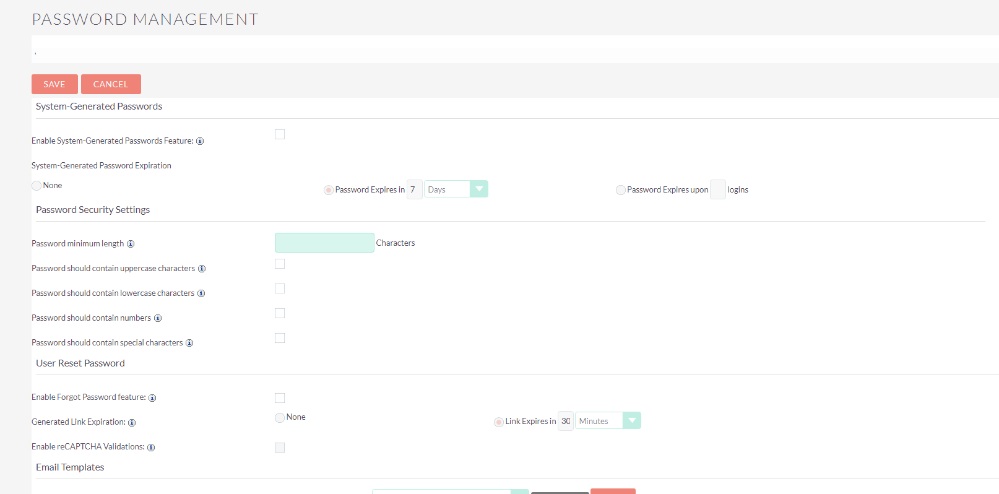 PASSWORD MANAGEMENT
SAVE CANCEL
System-Generated Passwords
Enable System-Generated Passwords Feature:
System-Generated Password Expiration
None Password Expires in 7 Days Password Expires upon logins
Password Security Settings
Password minimum length Characters
Password should contain uppercase characters
Password should contain lowercase characters
Password should contain numbers
Password should contain special characters
User Reset Password
Enable Forgot Password feature:
Generated Link Expiration: None Link Expires in 30 Minutes
Enable reCAPTCHA Validations:
Email Templates